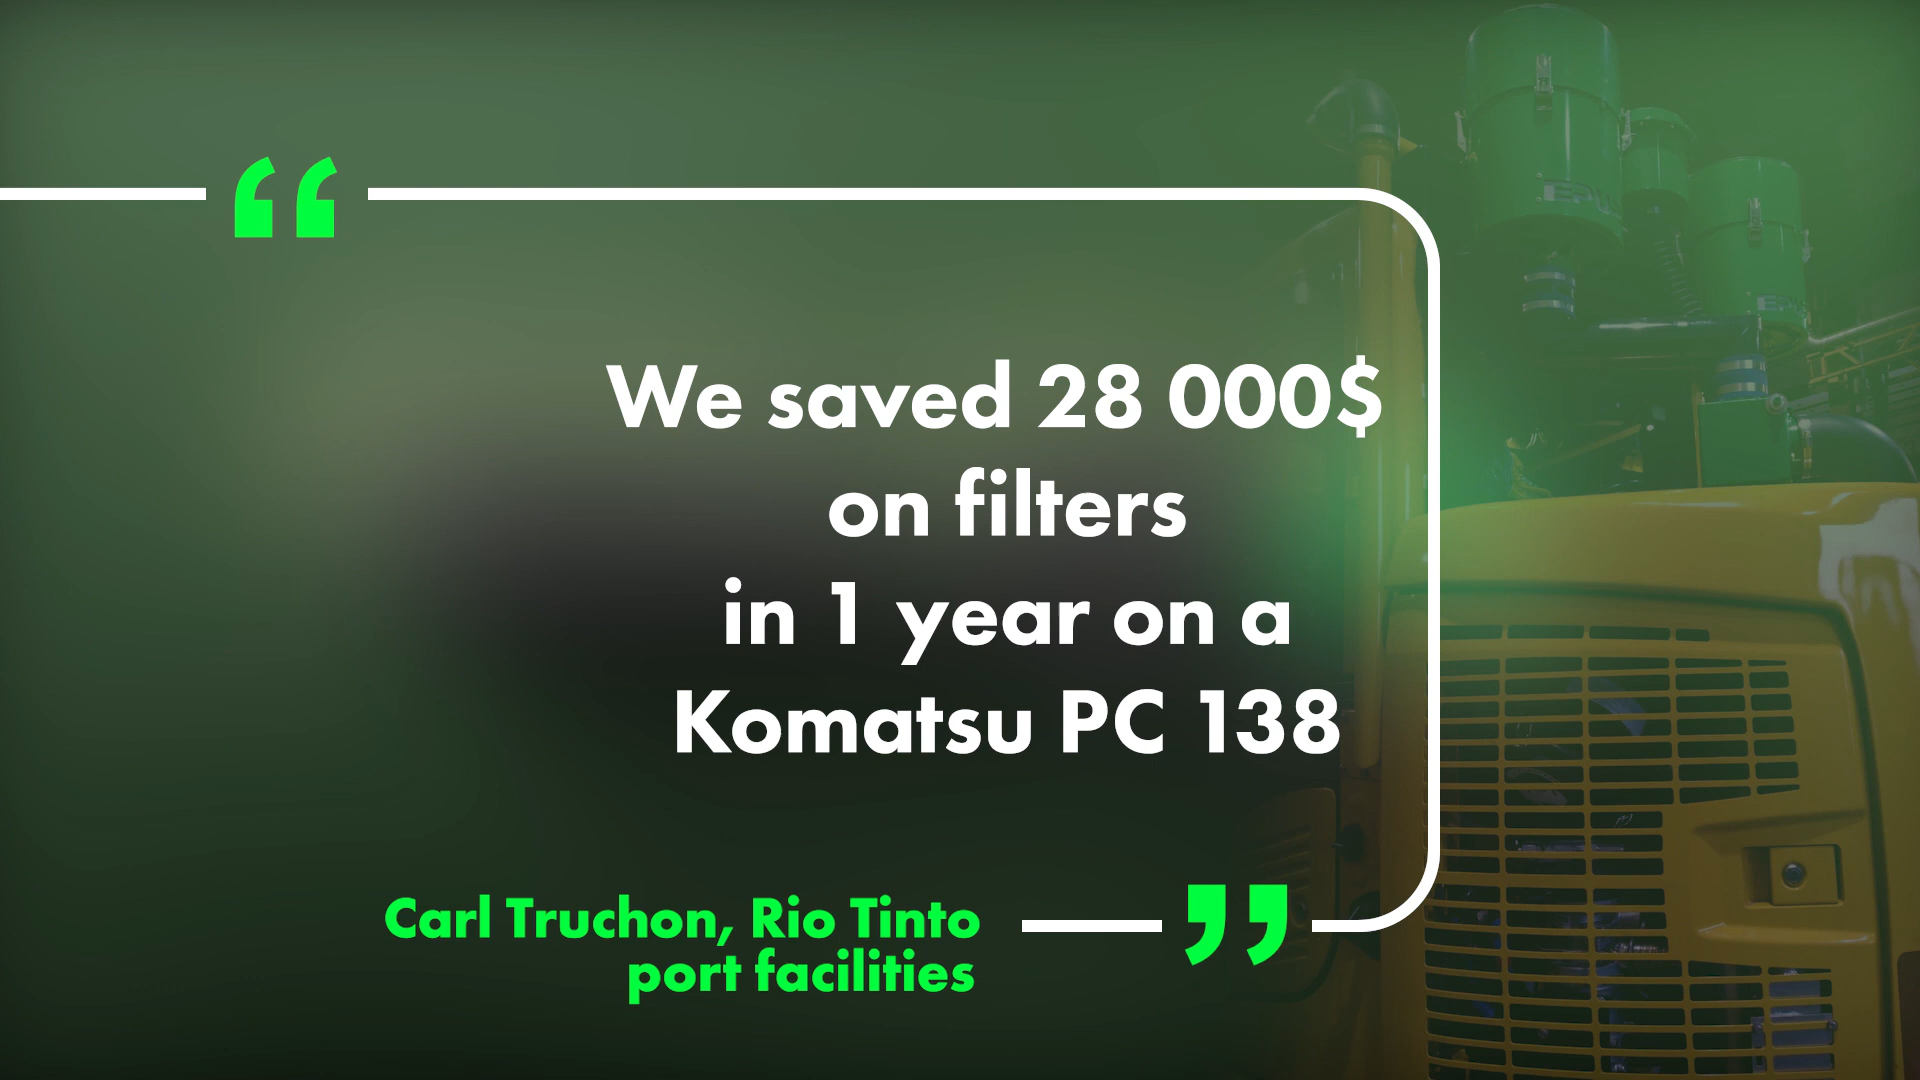 “
We saved 28 000$
on filters
in 1 year on a
Komatsu PC 138
”
Carl Truchon, Rio Tinto
port facilities